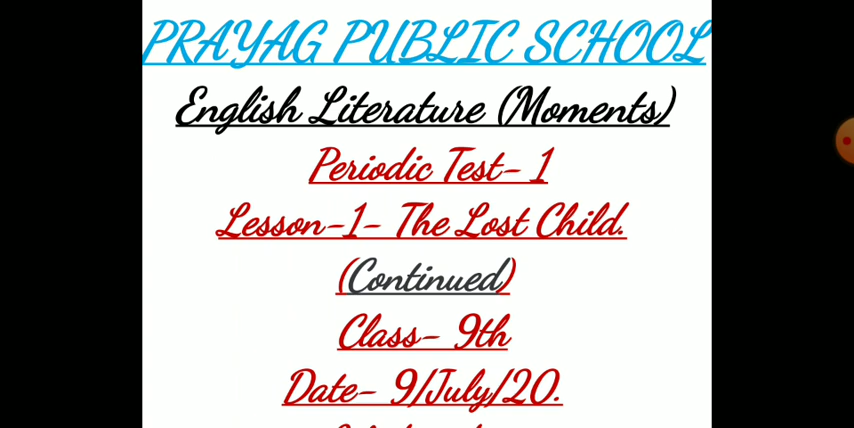 PRAYAG PUBLIC SCHOOL
English Literature (Moments)
Periodic Test- 1
Lesson-1- The Lost Child.
(Continued)
Class- 9th
Date- 9/July/20.